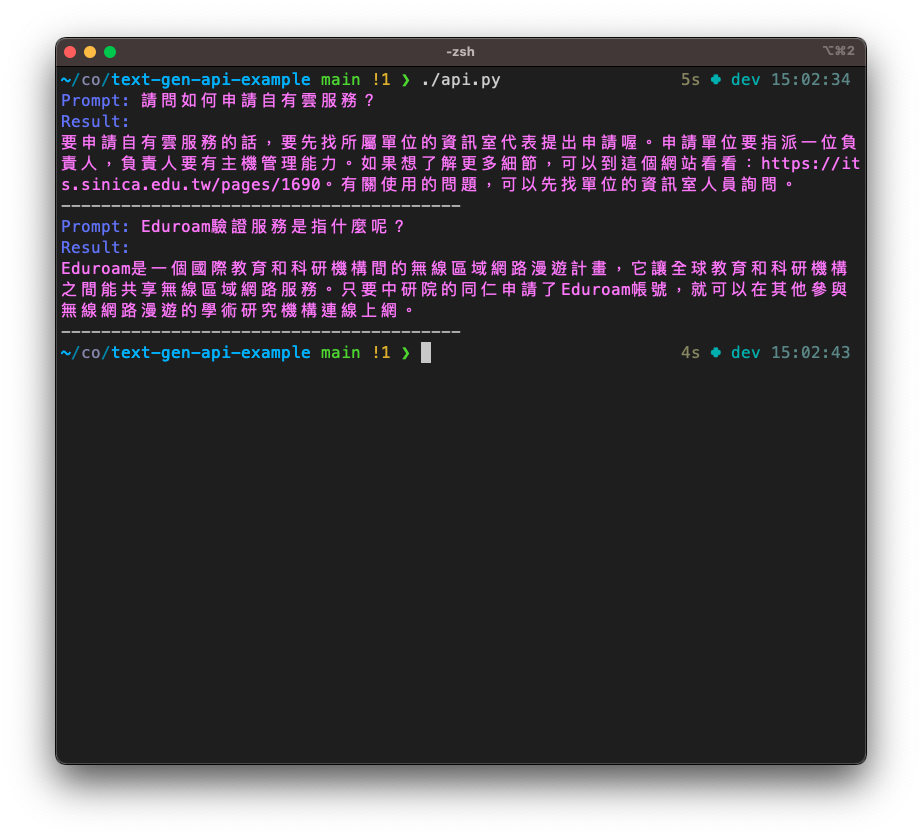 -zsh
⌥⌘2
~/co/text-gen-api-example main !1 ❯ ./api.py 5s dev 15:02:34
Prompt: 請問如何申請自有雲服務？
Result:
要申請自有雲服務的話，要先找所屬單位的資訊室代表提出申請喔。申請單位要指派一位負
責人，負責人要有主機管理能力。如果想了解更多細節，可以到這個網站看看：https://it
s.sinica.edu.tw/pages/1690。有關使用的問題，可以先找單位的資訊室人員詢問。
----------------------------------------
Prompt: Eduroam驗證服務是指什麼呢？
Result:
Eduroam是一個國際教育和科研機構間的無線區域網路漫遊計畫，它讓全球教育和科研機構
之間能共享無線區域網路服務。只要中研院的同仁申請了Eduroam帳號，就可以在其他參與
無線網路漫遊的學術研究機構連線上網。
----------------------------------------
~/co/text-gen-api-example main !1 ❯ 4s dev 15:02:43